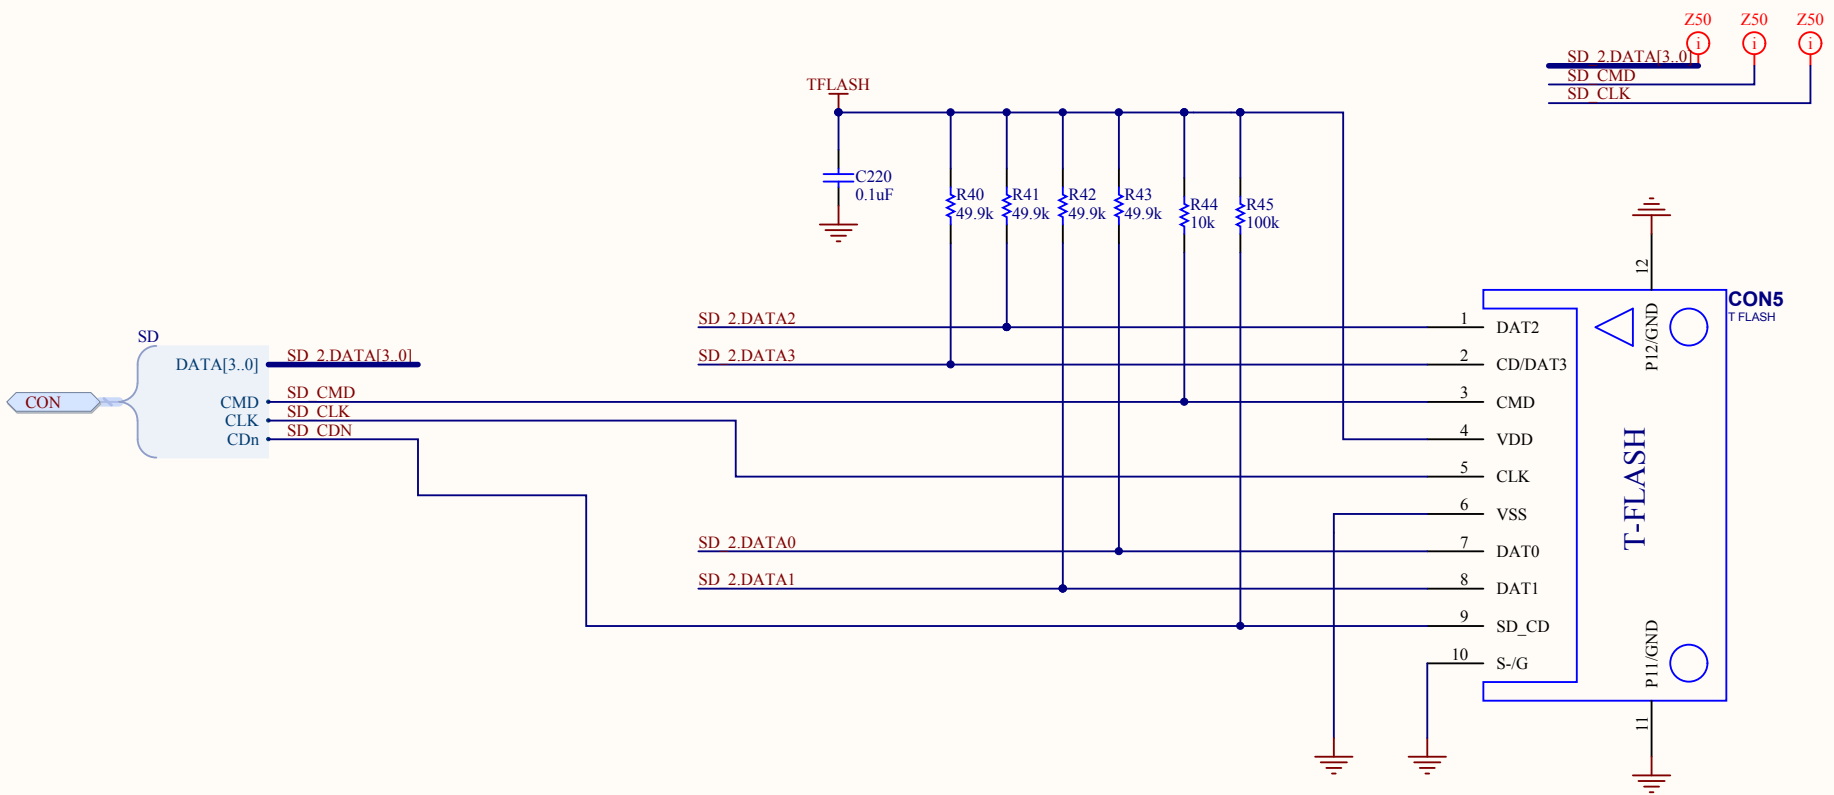 Z50 Z50 Z50
i i i
SD_2.DATA[3..0]
SD_CMD
SD_CLK
TFLASH
C220
0.1uF
R40
49.9k
R41
49.9k
R42
49.9k
R43
49.9k
R44
10k
R45
100k
SD
CON
DATA[3..0]
CMD
CLK
CDn
SD_2.DATA[3..0]
SD_CMD
SD_CLK
SD_CDN
SD_2.DATA2
SD_2.DATA3
SD_2.DATA0
SD_2.DATA1
1 DAT2
2 CD/DAT3
3 CMD
4 VDD
5 CLK
6 VSS
7 DAT0
8 DAT1
9 SD_CD
10 S-/G
12
P12/GND
CON5
T FLASH
T-FLASH
P11/GND
11